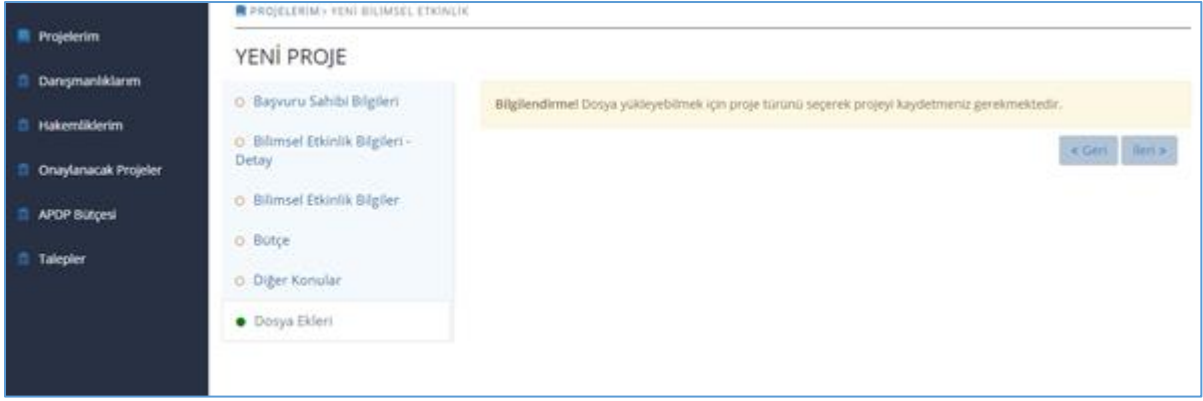 PROJELERIM › YENİ BİLİMSEL ETKİNLİK
Projelerim
YENİ PROJE
Danışmanlıklarım
Başvuru Sahibi Bilgileri
Bilgilendirme! Dosya yükleyebilmek için proje türünü seçerek projeyi kaydetmeniz gerekmektedir.
Hakemliklerim
Bilimsel Etkinlik Bilgileri -
Detay
« Geri İleri »
Onaylanacak Projeler
Bilimsel Etkinlik Bilgiler
APDP Bütçesi
Bütçe
Talepler
Diğer Konular
Dosya Ekleri